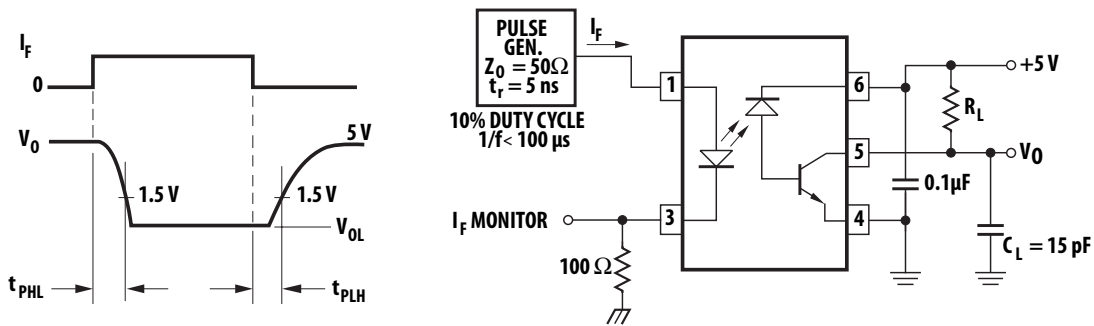 I_F
0
V_O
5 V
1.5 V
1.5 V
V_OL
t_PHL
t_PLH
PULSE
GEN.
Z_O = 50Ω
t_r = 5 ns
10% DUTY CYCLE
1/f< 100 µs
I_F
1
3
6
5
4
+5 V
R_L
V_O
0.1µF
C_L = 15 pF
I_F MONITOR
100 Ω